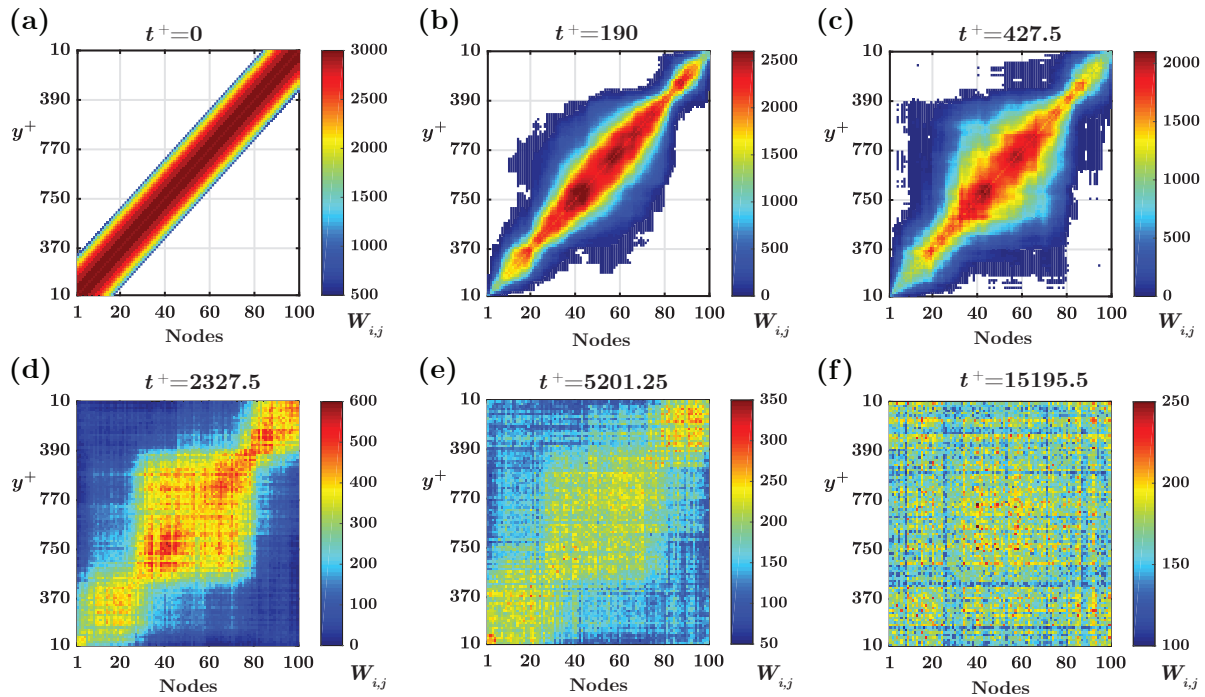 (a)
t⁺=0
10
390
y⁺
770
750
370
10
1 20 40 60 80 100
Nodes
3000
2500
2000
1500
1000
500
W_{i,j}
(b)
t⁺=190
10
390
y⁺
770
750
370
10
1 20 40 60 80 100
Nodes
2500
2000
1500
1000
500
0
W_{i,j}
(c)
t⁺=427.5
10
390
y⁺
770
750
370
10
1 20 40 60 80 100
Nodes
2000
1500
1000
500
0
W_{i,j}
(d)
t⁺=2327.5
10
390
y⁺
770
750
370
10
1 20 40 60 80 100
Nodes
600
500
400
300
200
100
0
W_{i,j}
(e)
t⁺=5201.25
10
390
y⁺
770
750
370
10
1 20 40 60 80 100
Nodes
350
300
250
200
150
100
50
W_{i,j}
(f)
t⁺=15195.5
10
390
y⁺
770
750
370
10
1 20 40 60 80 100
Nodes
250
200
150
100
W_{i,j}